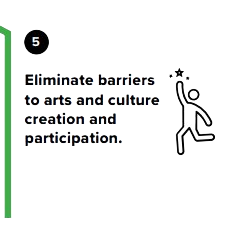 5
Eliminate barriers
to arts and culture
creation and
participation.